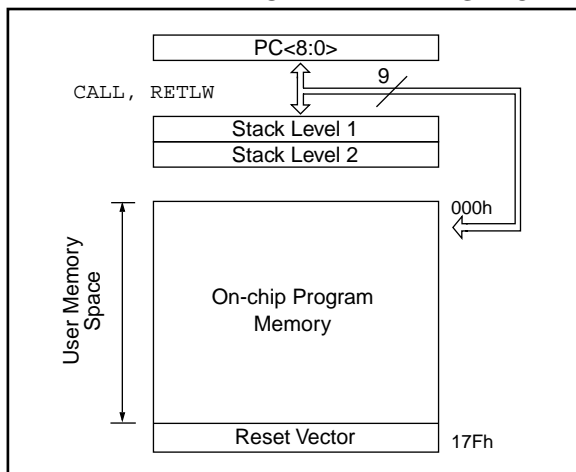 PC<8:0>
9
CALL, RETLW
Stack Level 1
Stack Level 2
000h
User Memory
Space
On-chip Program
Memory
Reset Vector
17Fh